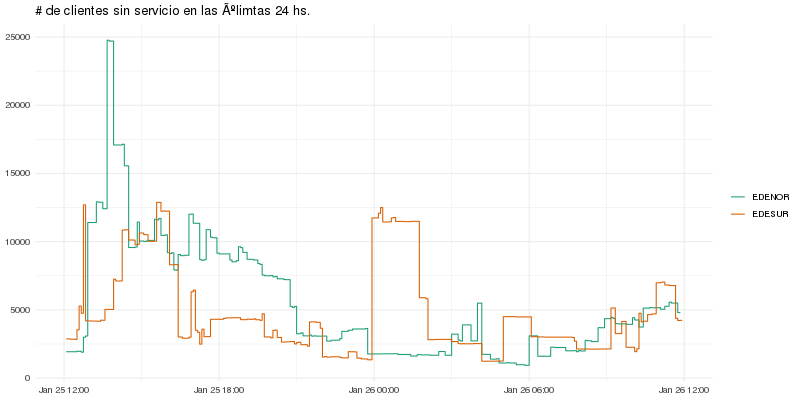 # de clientes sin servicio en las Ãºlimtas 24 hs.
25000
20000
15000
10000
5000
0
Jan 25 12:00 Jan 25 18:00 Jan 26 00:00 Jan 26 06:00 Jan 26 12:00
EDENOR
EDESUR